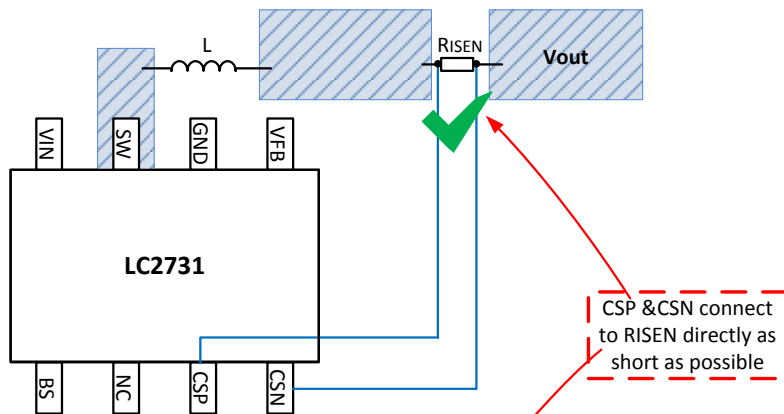 L
RISEN
Vout
VIN
SW
GND
VFB
LC2731
BS
NC
CSP
CSN
CSP &CSN connect
to RISEN directly as
short as possible